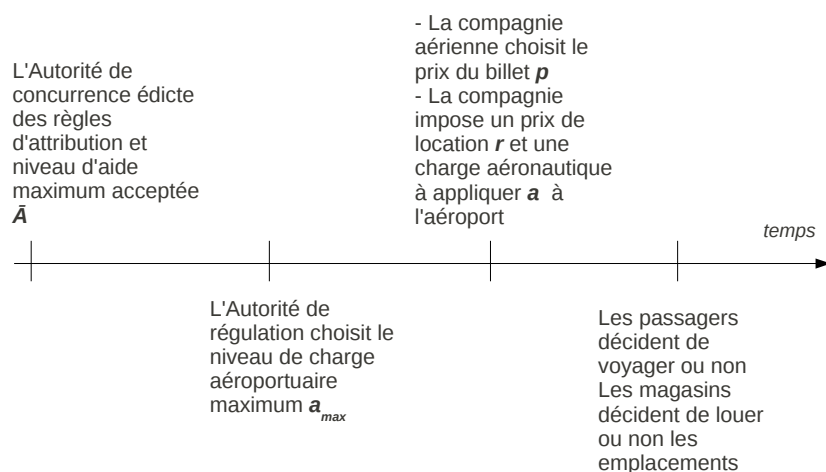 L'Autorité de
concurrence édicte
des règles
d'attribution et
niveau d'aide
maximum acceptée
Ā
- La compagnie
aérienne choisit le
prix du billet p
- La compagnie
impose un prix de
location r et une
charge aéronautique
à appliquer a à
l'aéroport
temps
L'Autorité de
régulation choisit le
niveau de charge
aéroportuaire
maximum a_max
Les passagers
décident de
voyager ou non
Les magasins
décident de louer
ou non les
emplacements